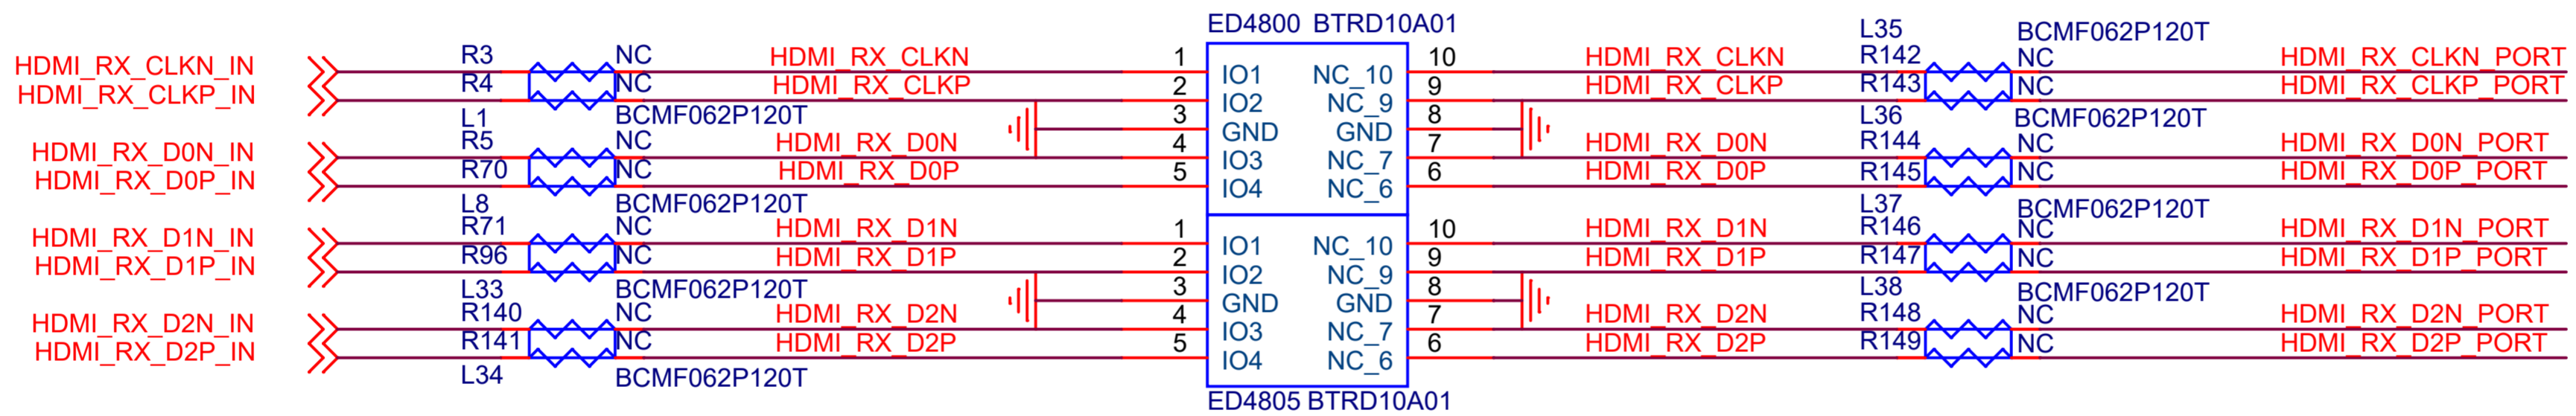 ED4800 BTRD10A01
L35 BCMF062P120T
HDMI_RX_CLKN_IN R3 NC HDMI_RX_CLKN 1 IO1 NC_10 10 HDMI_RX_CLKN R142 NC HDMI_RX_CLKN_PORT
HDMI_RX_CLKP_IN R4 NC HDMI_RX_CLKP 2 IO2 NC_9 9 HDMI_RX_CLKP R143 NC HDMI_RX_CLKP_PORT
L1 BCMF062P120T 3 GND GND 8 L36 BCMF062P120T
HDMI_RX_D0N_IN R5 NC HDMI_RX_D0N 4 IO3 NC_7 7 HDMI_RX_D0N R144 NC HDMI_RX_D0N_PORT
HDMI_RX_D0P_IN R70 NC HDMI_RX_D0P 5 IO4 NC_6 6 HDMI_RX_D0P R145 NC HDMI_RX_D0P_PORT
L8 BCMF062P120T L37 BCMF062P120T
HDMI_RX_D1N_IN R71 NC HDMI_RX_D1N 1 IO1 NC_10 10 HDMI_RX_D1N R146 NC HDMI_RX_D1N_PORT
HDMI_RX_D1P_IN R96 NC HDMI_RX_D1P 2 IO2 NC_9 9 HDMI_RX_D1P R147 NC HDMI_RX_D1P_PORT
L33 BCMF062P120T 3 GND GND 8 L38 BCMF062P120T
HDMI_RX_D2N_IN R140 NC HDMI_RX_D2N 4 IO3 NC_7 7 HDMI_RX_D2N R148 NC HDMI_RX_D2N_PORT
HDMI_RX_D2P_IN R141 NC HDMI_RX_D2P 5 IO4 NC_6 6 HDMI_RX_D2P R149 NC HDMI_RX_D2P_PORT
L34 BCMF062P120T
ED4805 BTRD10A01